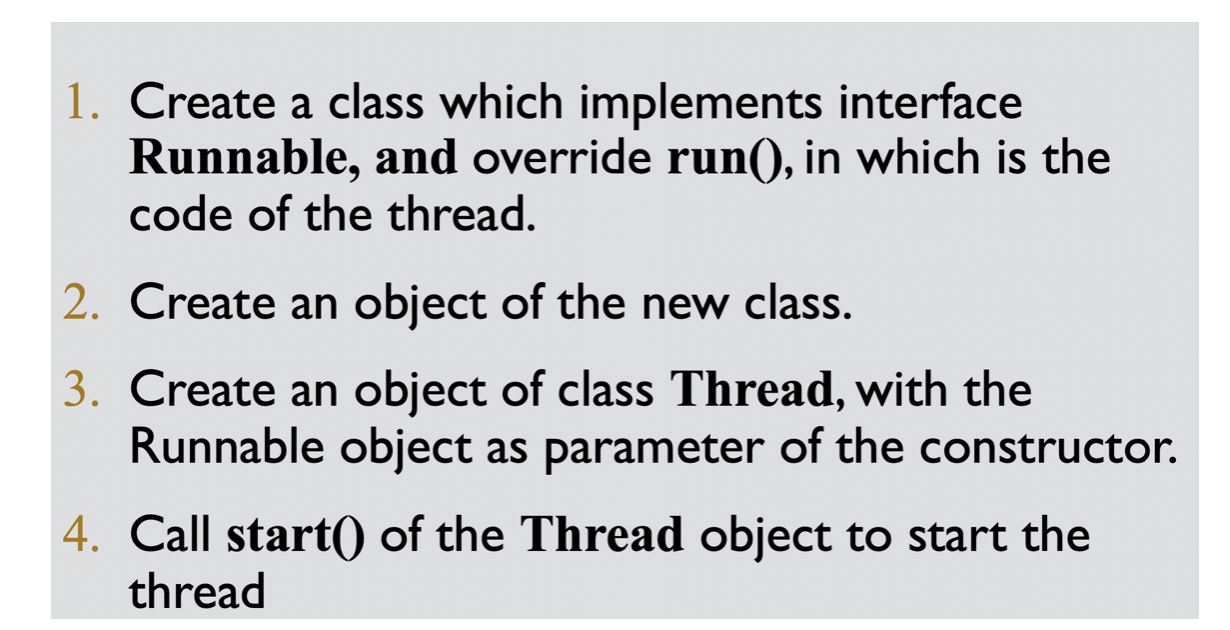 1. Create a class which implements interface
Runnable, and override run(), in which is the
code of the thread.
2. Create an object of the new class.
3. Create an object of class Thread, with the
Runnable object as parameter of the constructor.
4. Call start() of the Thread object to start the
thread